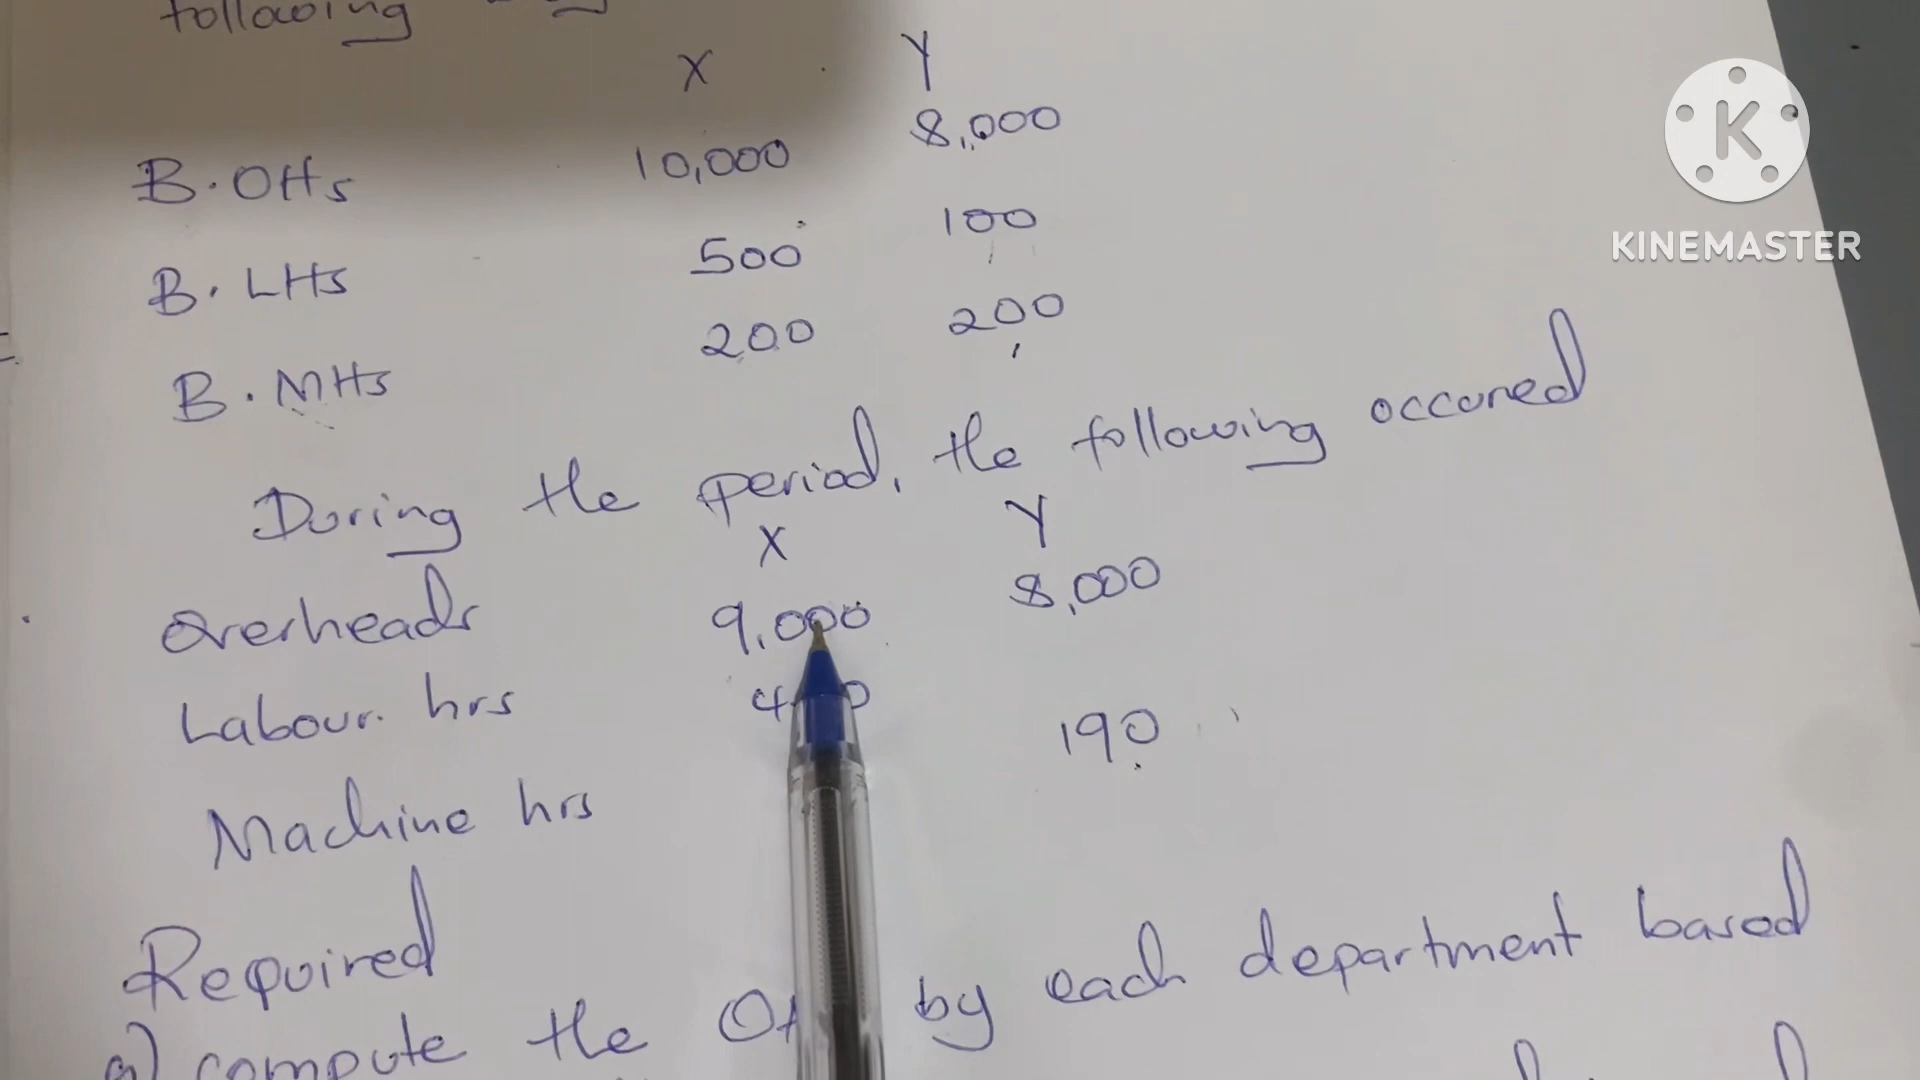 following
X Y
B.OHs 10,000 8,000
B.LHs 500 100
B.MHs 200 200
During the period, the following occured
X Y
Overheads 9,000 8,000
Labour hrs
190
Machine hrs
Required
a) compute the by each department based
KINEMASTER